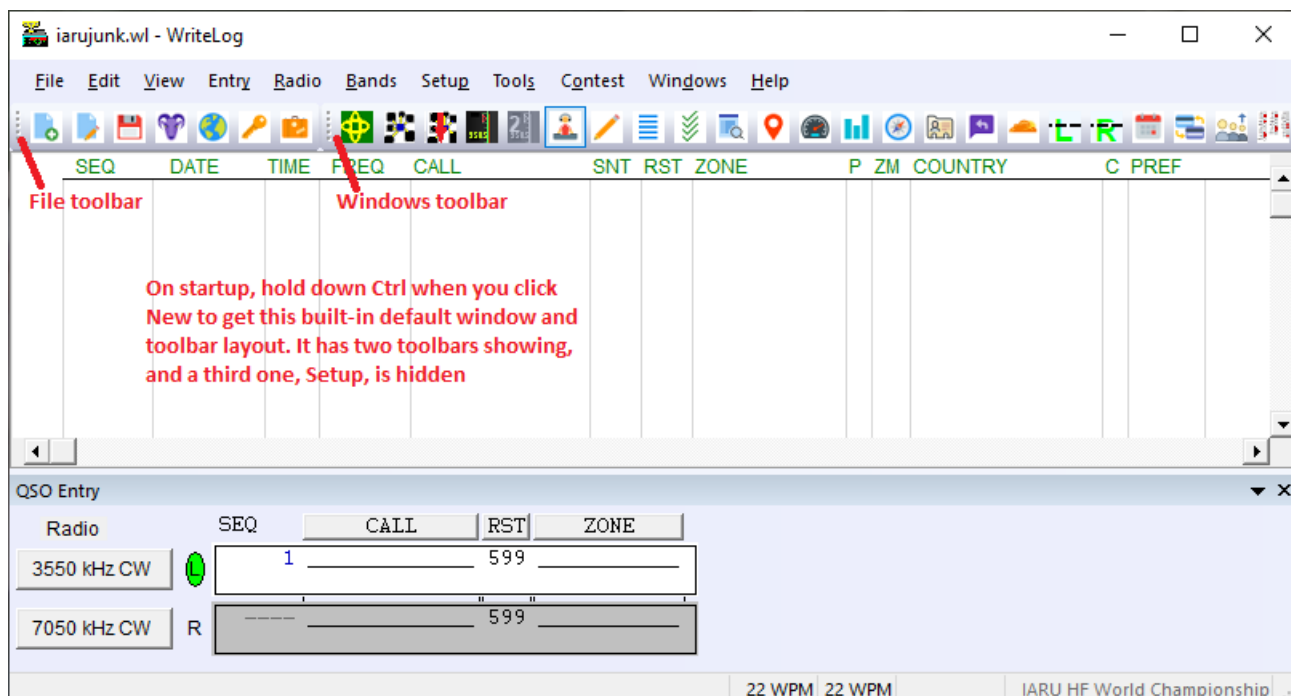 iarujunk.wl - WriteLog
File Edit View Entry Radio Bands Setup Tools Contest Windows Help
SEQ DATE TIME FREQ CALL SNT RST ZONE P ZM COUNTRY C PREF
File toolbar
Windows toolbar
On startup, hold down Ctrl when you click
New to get this built-in default window and
toolbar layout. It has two toolbars showing,
and a third one, Setup, is hidden
QSO Entry
Radio SEQ CALL RST ZONE
3550 kHz CW L 1 599
7050 kHz CW R ---- 599
22 WPM 22 WPM IARU HF World Championship